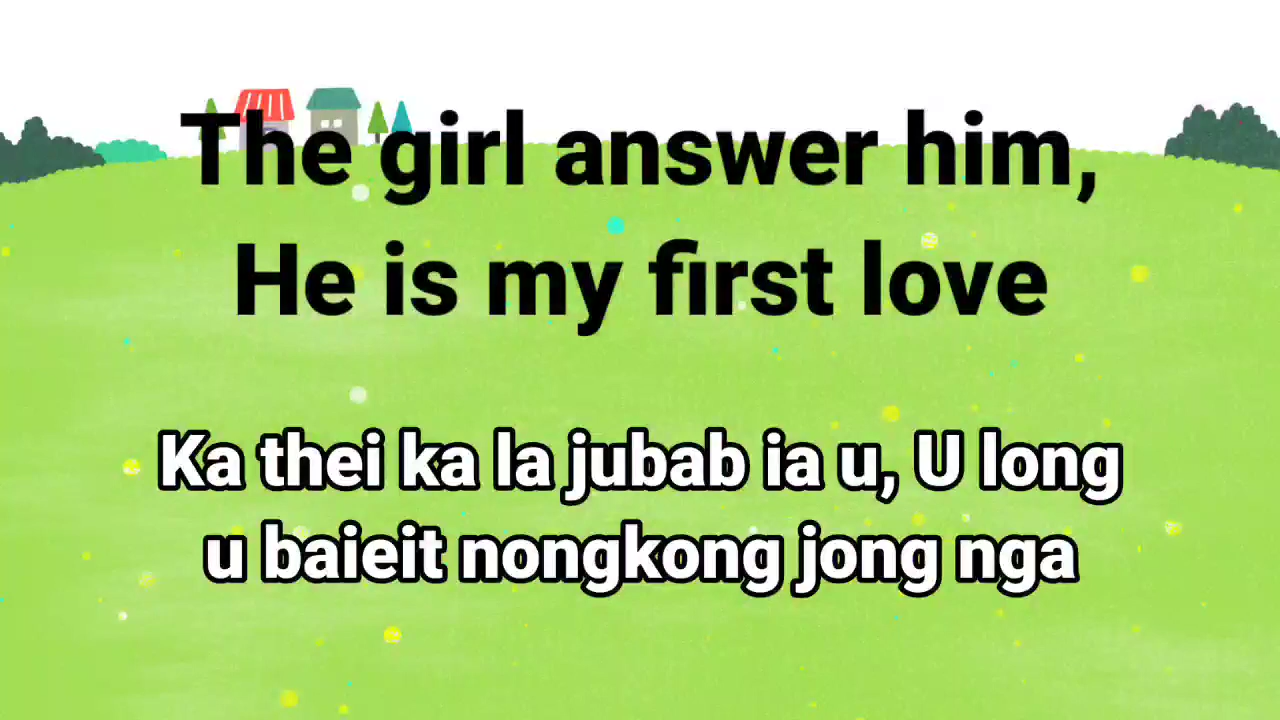 The girl answer him,
He is my first love
Ka thei ka la jubab ia u, U long
u baieit nongkong jong nga